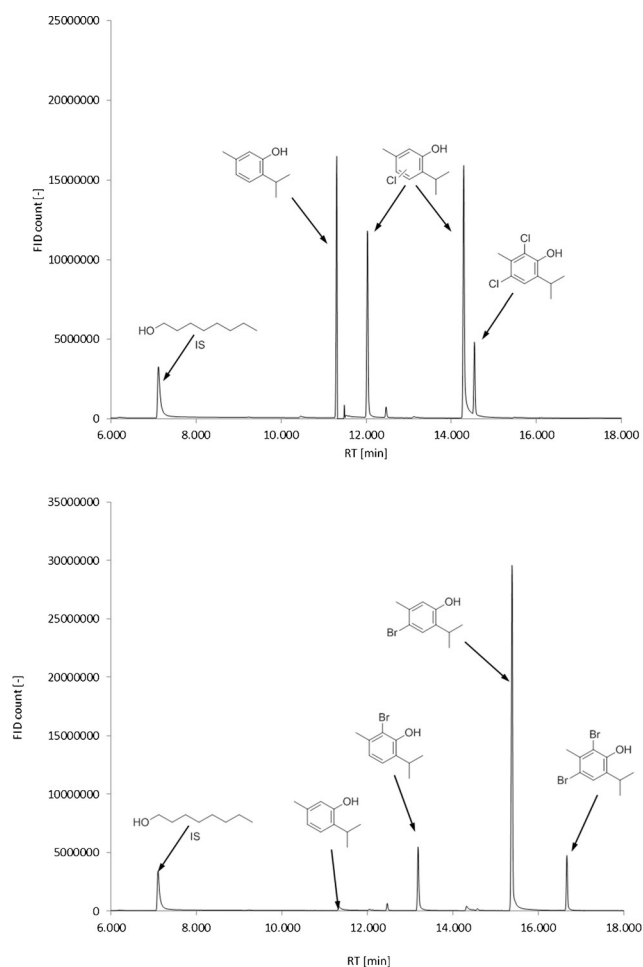 25000000
20000000
15000000
10000000
5000000
0
FID count [-]
6.000 8.000 10.000 12.000 14.000 16.000 18.000
RT [min]
HO
IS
OH
OH
Cl
Cl
OH
Cl
35000000
30000000
25000000
20000000
15000000
10000000
5000000
0
FID count [-]
6.000 8.000 10.000 12.000 14.000 16.000 18.000
RT [min]
HO
IS
OH
Br
OH
OH
Br
Br
OH
Br